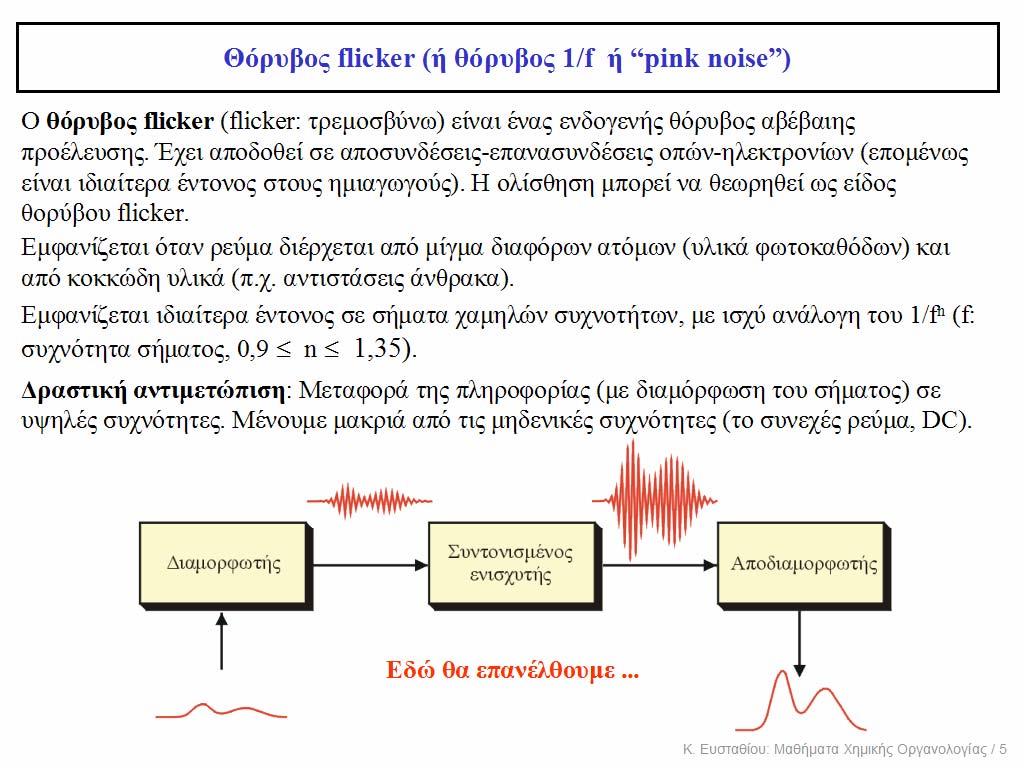 Θόρυβος flicker (ή θόρυβος 1/f ή “pink noise”)
Ο θόρυβος flicker (flicker: τρεμοσβύνω) είναι ένας ενδογενής θόρυβος αβέβαιης
προέλευσης. Έχει αποδοθεί σε αποσυνδέσεις-επανασυνδέσεις οπών-ηλεκτρονίων (επομένως
είναι ιδιαίτερα έντονος στους ημιαγωγούς). Η ολίσθηση μπορεί να θεωρηθεί ως είδος
θορύβου flicker.
Εμφανίζεται όταν ρεύμα διέρχεται από μίγμα διαφόρων ατόμων (υλικά φωτοκαθόδων) και
από κοκκώδη υλικά (π.χ. αντιστάσεις άνθρακα).
Εμφανίζεται ιδιαίτερα έντονος σε σήματα χαμηλών συχνοτήτων, με ισχύ ανάλογη του 1/fⁿ (f:
συχνότητα σήματος, 0,9 ≤ n ≤ 1,35).
Δραστική αντιμετώπιση: Μεταφορά της πληροφορίας (με διαμόρφωση του σήματος) σε
υψηλές συχνότητες. Μένουμε μακριά από τις μηδενικές συχνότητες (το συνεχές ρεύμα, DC).
Διαμορφωτής
Συντονισμένος
ενισχυτής
Αποδιαμορφωτής
Εδώ θα επανέλθουμε ...
Κ. Ευσταθίου: Μαθήματα Χημικής Οργανολογίας / 5